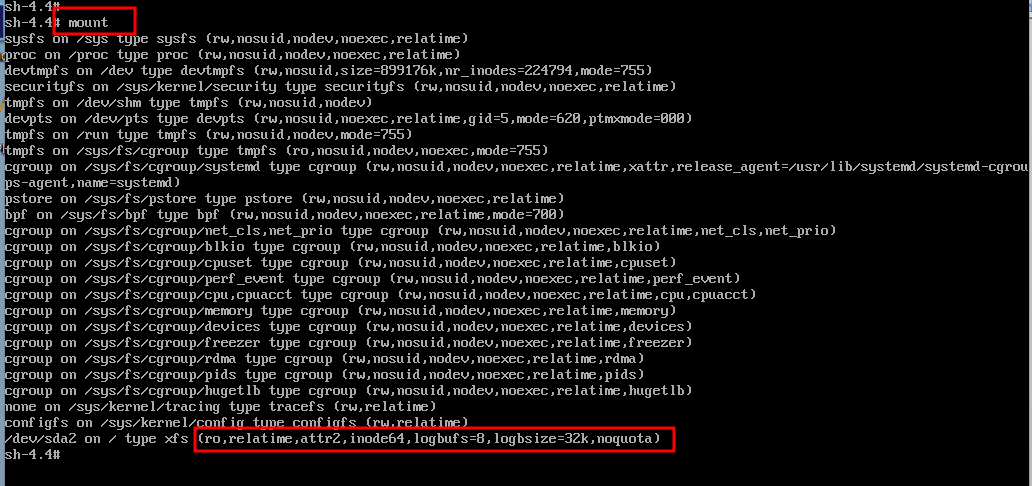 sh-4.4#
sh-4.4# mount
sysfs on /sys type sysfs (rw,nosuid,nodev,noexec,relatime)
proc on /proc type proc (rw,nosuid,nodev,noexec,relatime)
devtmpfs on /dev type devtmpfs (rw,nosuid,size=899176k,nr_inodes=224794,mode=755)
securityfs on /sys/kernel/security type securityfs (rw,nosuid,nodev,noexec,relatime)
tmpfs on /dev/shm type tmpfs (rw,nosuid,nodev)
devpts on /dev/pts type devpts (rw,nosuid,noexec,relatime,gid=5,mode=620,ptmxmode=000)
tmpfs on /run type tmpfs (rw,nosuid,nodev,mode=755)
tmpfs on /sys/fs/cgroup type tmpfs (ro,nosuid,nodev,noexec,mode=755)
cgroup on /sys/fs/cgroup/systemd type cgroup (rw,nosuid,nodev,noexec,relatime,xattr,release_agent=/usr/lib/systemd/systemd-cgrou
ps-agent,name=systemd)
pstore on /sys/fs/pstore type pstore (rw,nosuid,nodev,noexec,relatime)
bpf on /sys/fs/bpf type bpf (rw,nosuid,nodev,noexec,relatime,mode=700)
cgroup on /sys/fs/cgroup/net_cls,net_prio type cgroup (rw,nosuid,nodev,noexec,relatime,net_cls,net_prio)
cgroup on /sys/fs/cgroup/blkio type cgroup (rw,nosuid,nodev,noexec,relatime,blkio)
cgroup on /sys/fs/cgroup/cpuset type cgroup (rw,nosuid,nodev,noexec,relatime,cpuset)
cgroup on /sys/fs/cgroup/perf_event type cgroup (rw,nosuid,nodev,noexec,relatime,perf_event)
cgroup on /sys/fs/cgroup/cpu,cpuacct type cgroup (rw,nosuid,nodev,noexec,relatime,cpu,cpuacct)
cgroup on /sys/fs/cgroup/memory type cgroup (rw,nosuid,nodev,noexec,relatime,memory)
cgroup on /sys/fs/cgroup/devices type cgroup (rw,nosuid,nodev,noexec,relatime,devices)
cgroup on /sys/fs/cgroup/freezer type cgroup (rw,nosuid,nodev,noexec,relatime,freezer)
cgroup on /sys/fs/cgroup/rdma type cgroup (rw,nosuid,nodev,noexec,relatime,rdma)
cgroup on /sys/fs/cgroup/pids type cgroup (rw,nosuid,nodev,noexec,relatime,pids)
cgroup on /sys/fs/cgroup/hugetlb type cgroup (rw,nosuid,nodev,noexec,relatime,hugetlb)
none on /sys/kernel/tracing type tracefs (rw,relatime)
configfs on /sys/kernel/config type configfs (rw,relatime)
/dev/sda2 on / type xfs (ro,relatime,attr2,inode64,logbufs=8,logbsize=32k,noquota)
sh-4.4#